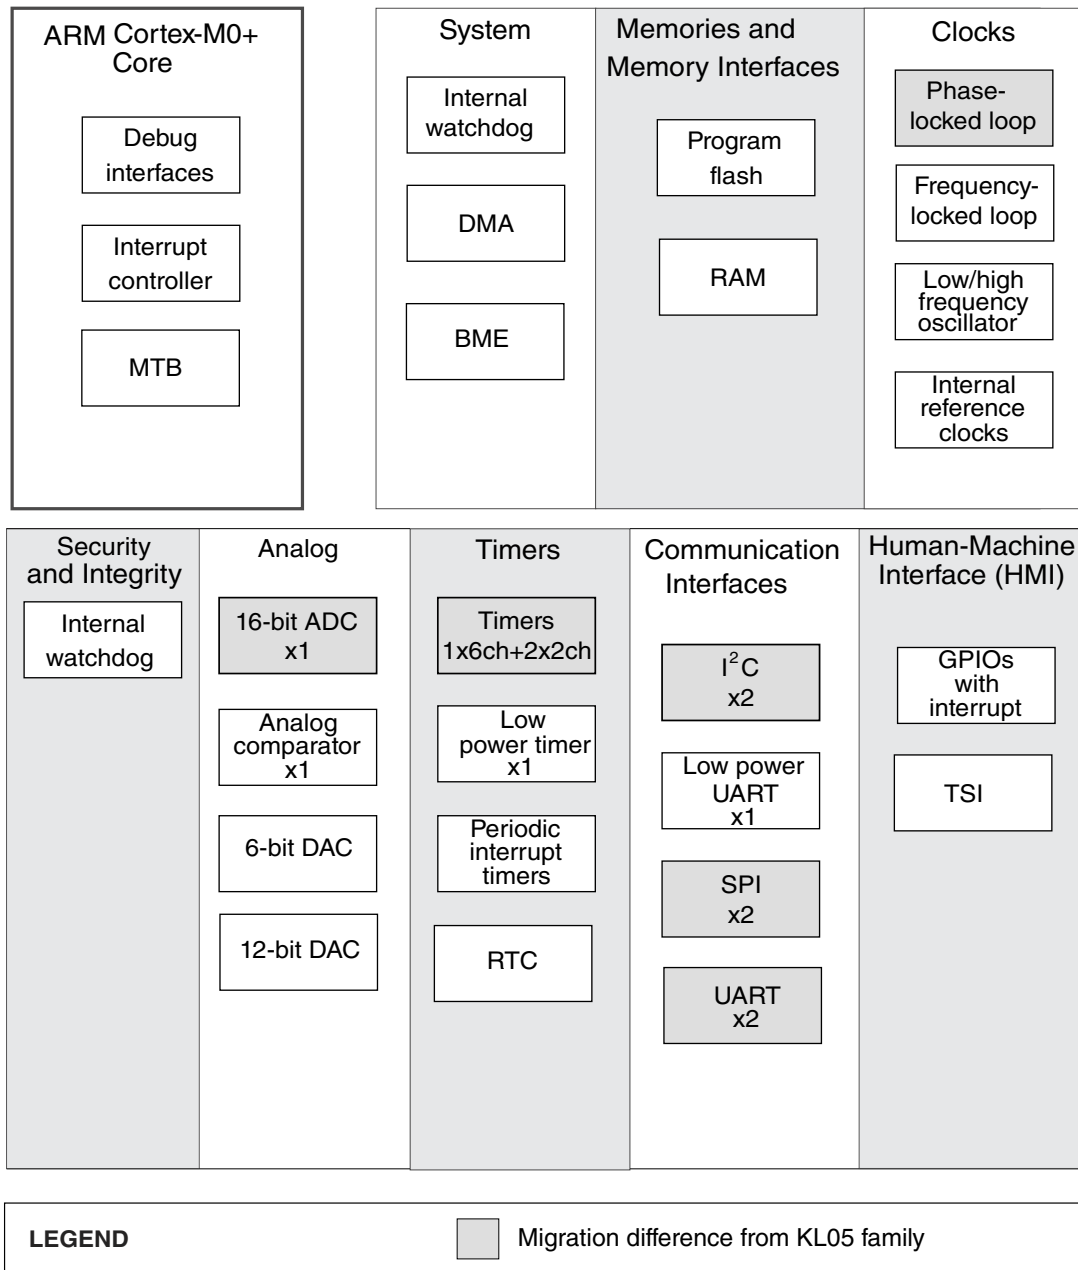 ARM Cortex-M0+
Core
Debug
interfaces
Interrupt
controller
MTB
System
Internal
watchdog
DMA
BME
Memories and
Memory Interfaces
Program
flash
RAM
Clocks
Phase-
locked loop
Frequency-
locked loop
Low/high
frequency
oscillator
Internal
reference
clocks
Security
and Integrity
Internal
watchdog
Analog
16-bit ADC
x1
Analog
comparator
x1
6-bit DAC
12-bit DAC
Timers
Timers
1x6ch+2x2ch
Low
power timer
x1
Periodic
interrupt
timers
RTC
Communication
Interfaces
I²C
x2
Low power
UART
x1
SPI
x2
UART
x2
Human-Machine
Interface (HMI)
GPIOs
with
interrupt
TSI
LEGEND
Migration difference from KL05 family